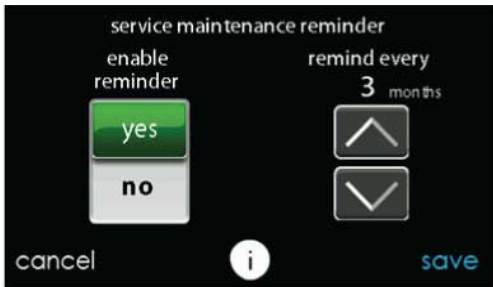 service maintenance reminder
enable
reminder
remind every
3 months
yes
no
cancel
i
save